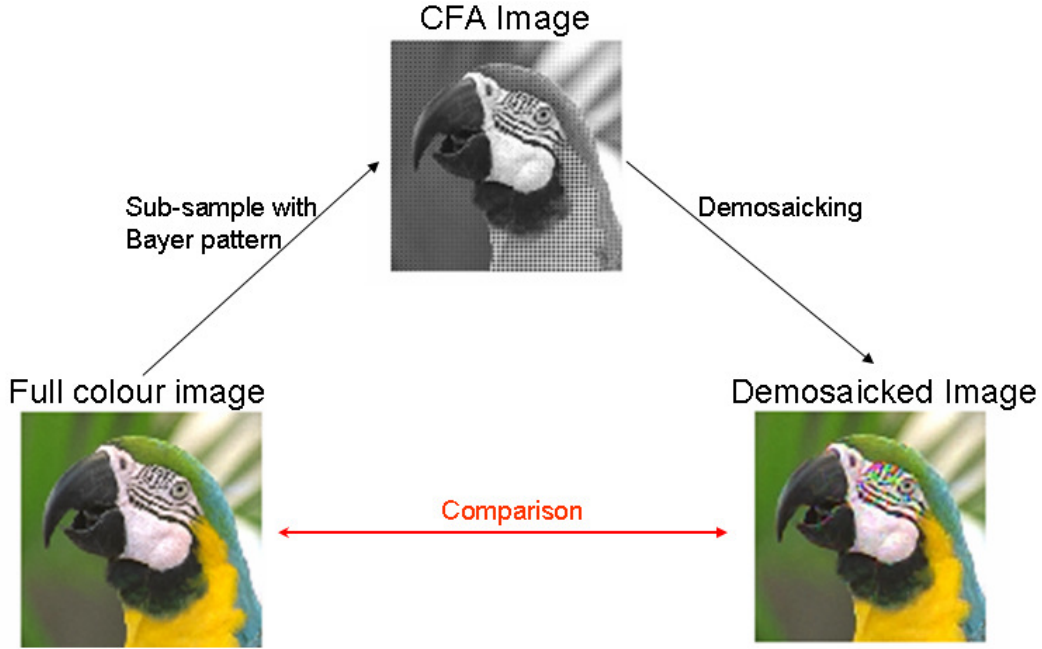 CFA Image
Sub-sample with
Bayer pattern
Demosaicking
Full colour image
Demosaicked Image
Comparison